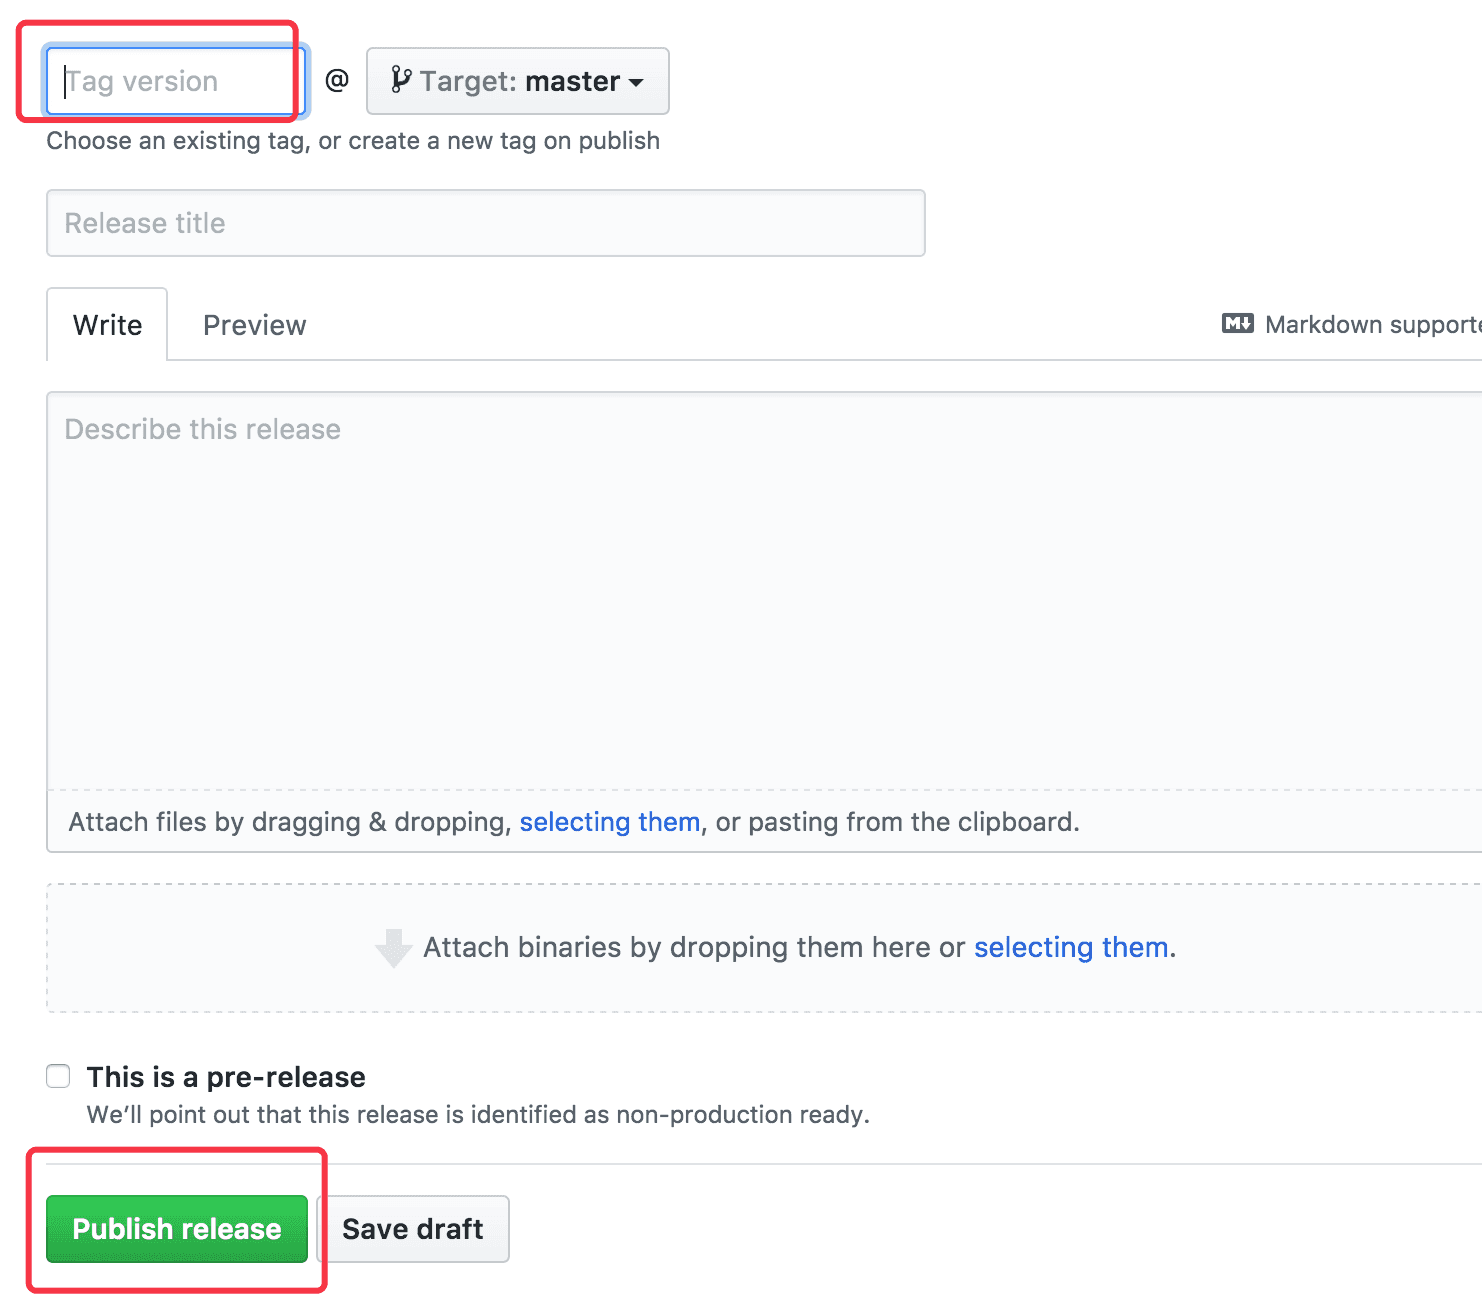 Tag version @ Target: master
Choose an existing tag, or create a new tag on publish
Release title
Write Preview Markdown supporte
Describe this release
Attach files by dragging & dropping, selecting them, or pasting from the clipboard.
Attach binaries by dropping them here or selecting them.
This is a pre-release
We’ll point out that this release is identified as non-production ready.
Publish release Save draft